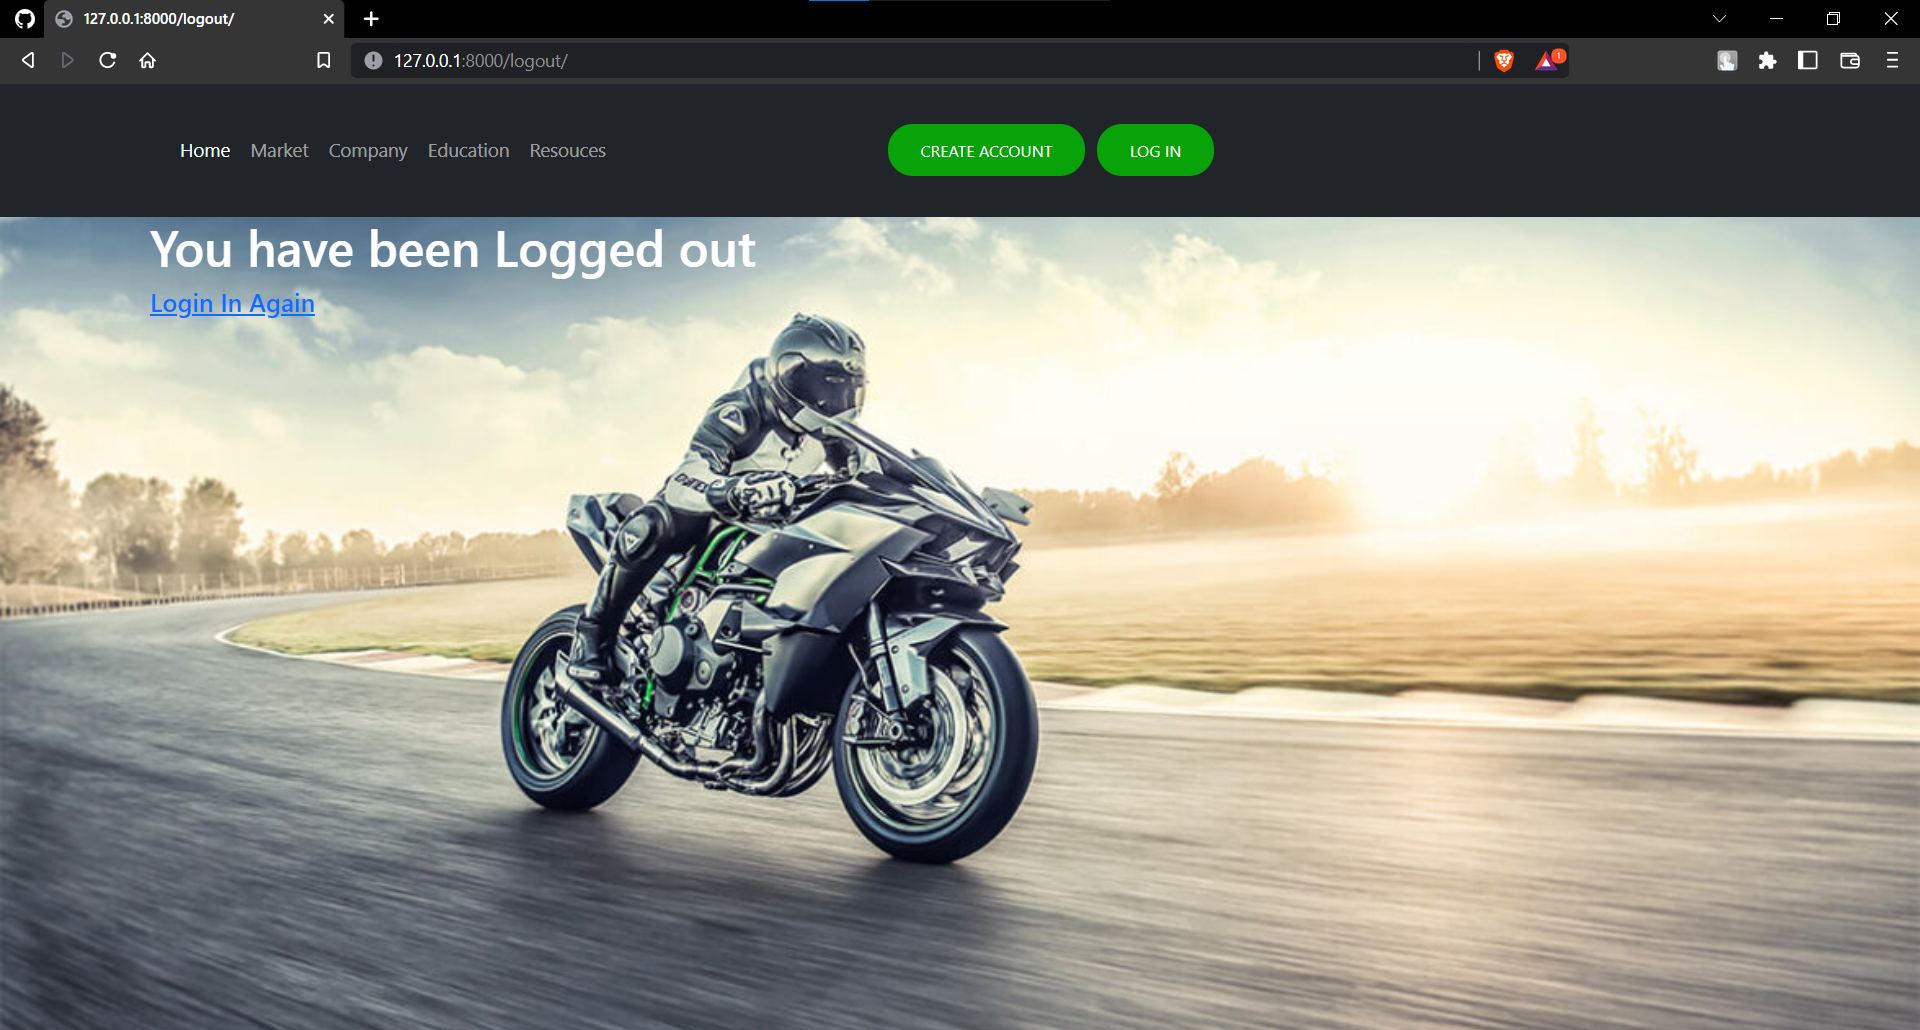 127.0.0.1:8000/logout/
127.0.0.1:8000/logout/
1
Home Market Company Education Resouces CREATE ACCOUNT LOG IN
You have been Logged out
Login In Again